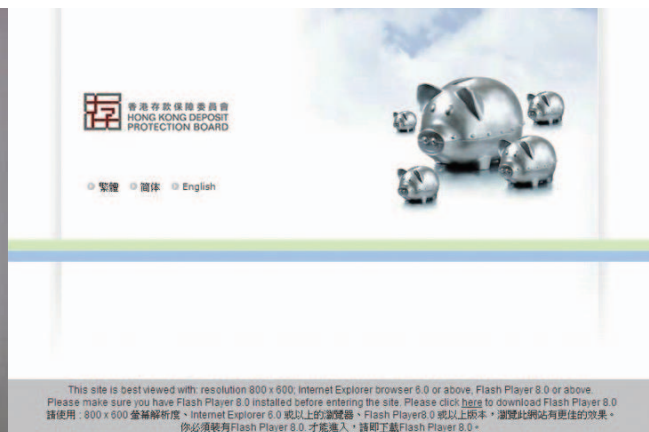 香港存款保障委員會
HONG KONG DEPOSIT
PROTECTION BOARD
繁體 简体 English
This site is best viewed with: resolution 800 x 600; Internet Explorer browser 6.0 or above, Flash Player 8.0 or above.
Please make sure you have Flash Player 8.0 installed before entering the site. Please click here to download Flash Player 8.0
請使用 : 800 x 600 螢幕解析度、Internet Explorer 6.0 或以上的瀏覽器、Flash Player8.0 或以上版本，瀏覽此網站有更佳的效果。
你必須裝有Flash Player 8.0. 才能進入，請即下載Flash Player 8.0。